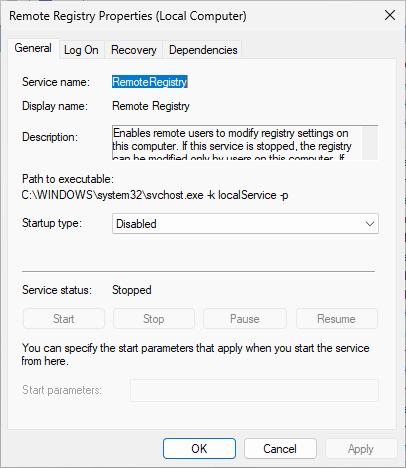 Remote Registry Properties (Local Computer)
General Log On Recovery Dependencies
Service name: RemoteRegistry
Display name: Remote Registry
Description: Enables remote users to modify registry settings on
this computer. If this service is stopped, the registry
can be modified only by users on this computer. If
Path to executable:
C:\WINDOWS\system32\svchost.exe -k localService -p
Startup type: Disabled
Service status: Stopped
Start Stop Pause Resume
You can specify the start parameters that apply when you start the service
from here.
Start parameters:
OK Cancel Apply